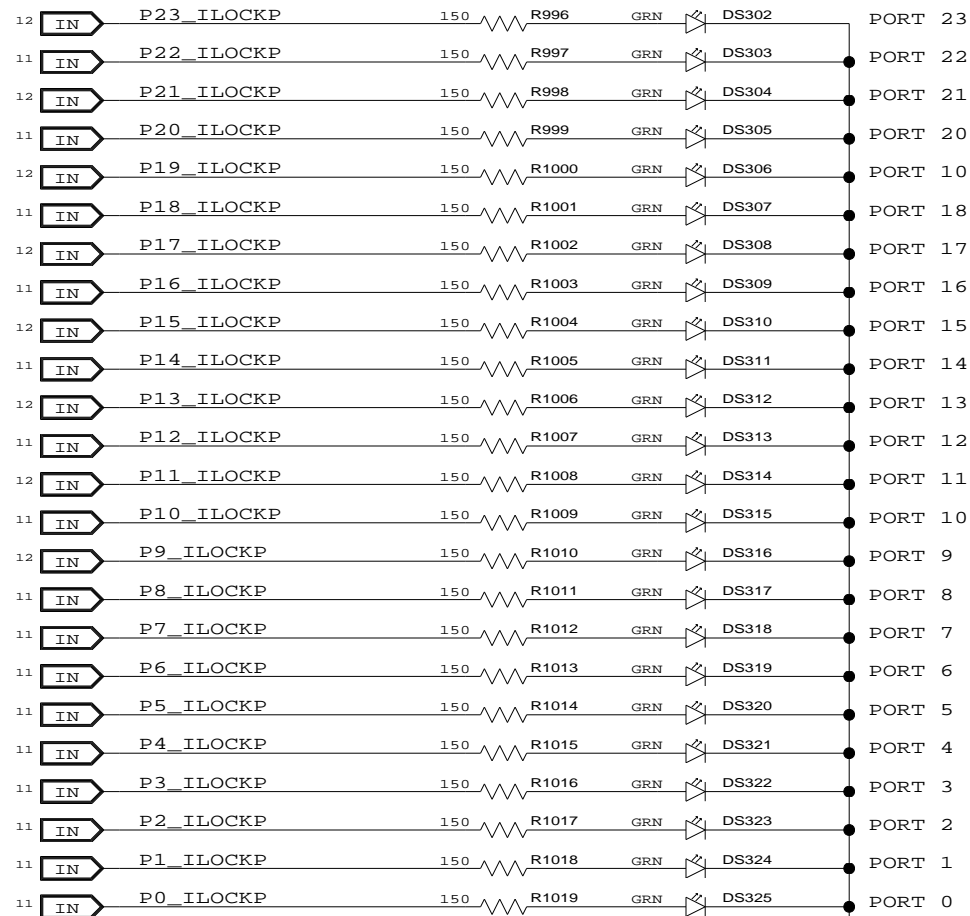 12 IN P23_ILOCKP 150 R996 GRN DS302 PORT 23
11 IN P22_ILOCKP 150 R997 GRN DS303 PORT 22
12 IN P21_ILOCKP 150 R998 GRN DS304 PORT 21
11 IN P20_ILOCKP 150 R999 GRN DS305 PORT 20
12 IN P19_ILOCKP 150 R1000 GRN DS306 PORT 10
11 IN P18_ILOCKP 150 R1001 GRN DS307 PORT 18
12 IN P17_ILOCKP 150 R1002 GRN DS308 PORT 17
11 IN P16_ILOCKP 150 R1003 GRN DS309 PORT 16
12 IN P15_ILOCKP 150 R1004 GRN DS310 PORT 15
11 IN P14_ILOCKP 150 R1005 GRN DS311 PORT 14
12 IN P13_ILOCKP 150 R1006 GRN DS312 PORT 13
11 IN P12_ILOCKP 150 R1007 GRN DS313 PORT 12
12 IN P11_ILOCKP 150 R1008 GRN DS314 PORT 11
11 IN P10_ILOCKP 150 R1009 GRN DS315 PORT 10
12 IN P9_ILOCKP 150 R1010 GRN DS316 PORT 9
11 IN P8_ILOCKP 150 R1011 GRN DS317 PORT 8
11 IN P7_ILOCKP 150 R1012 GRN DS318 PORT 7
11 IN P6_ILOCKP 150 R1013 GRN DS319 PORT 6
11 IN P5_ILOCKP 150 R1014 GRN DS320 PORT 5
11 IN P4_ILOCKP 150 R1015 GRN DS321 PORT 4
11 IN P3_ILOCKP 150 R1016 GRN DS322 PORT 3
11 IN P2_ILOCKP 150 R1017 GRN DS323 PORT 2
11 IN P1_ILOCKP 150 R1018 GRN DS324 PORT 1
11 IN P0_ILOCKP 150 R1019 GRN DS325 PORT 0